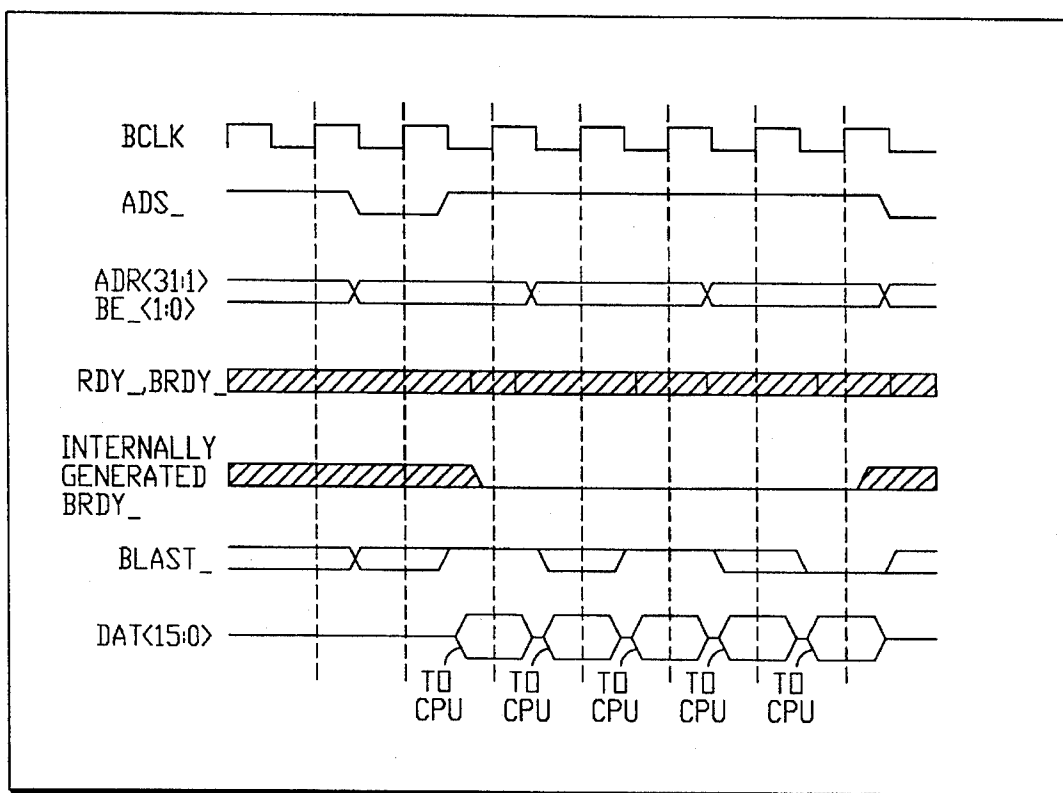 BCLK
ADS_
ADR<31:1>
BE_<1:0>
RDY_,BRDY_
INTERNALLY
GENERATED
BRDY_
BLAST_
DAT<15:0>
TO TO TO TO TO
CPU CPU CPU CPU CPU